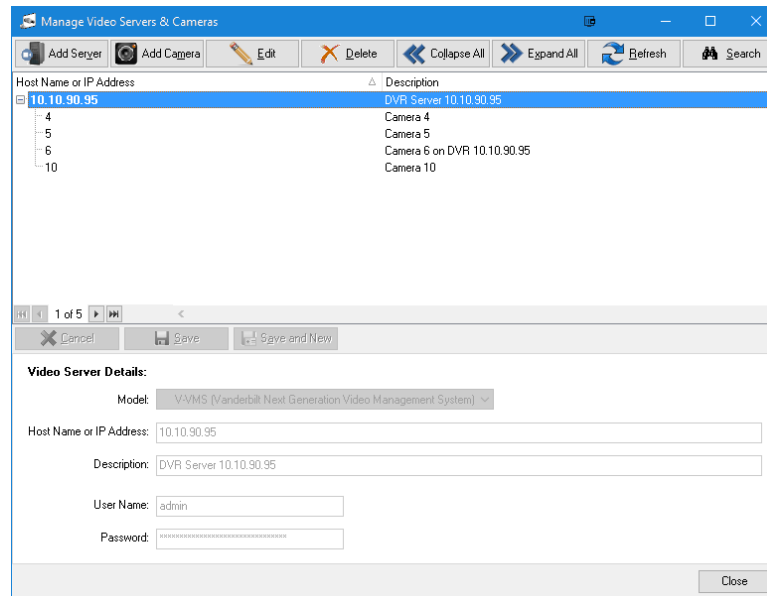 Manage Video Servers & Cameras
Add Server Add Camera Edit Delete Collapse All Expand All Refresh Search
Host Name or IP Address Description
10.10.90.95 DVR Server 10.10.90.95
4 Camera 4
5 Camera 5
6 Camera 6 on DVR 10.10.90.95
10 Camera 10
1 of 5
Cancel Save Save and New
Video Server Details:
Model: V-VMS (Vanderbilt Next Generation Video Management System)
Host Name or IP Address: 10.10.90.95
Description: DVR Server 10.10.90.95
User Name: admin
Password:
Close